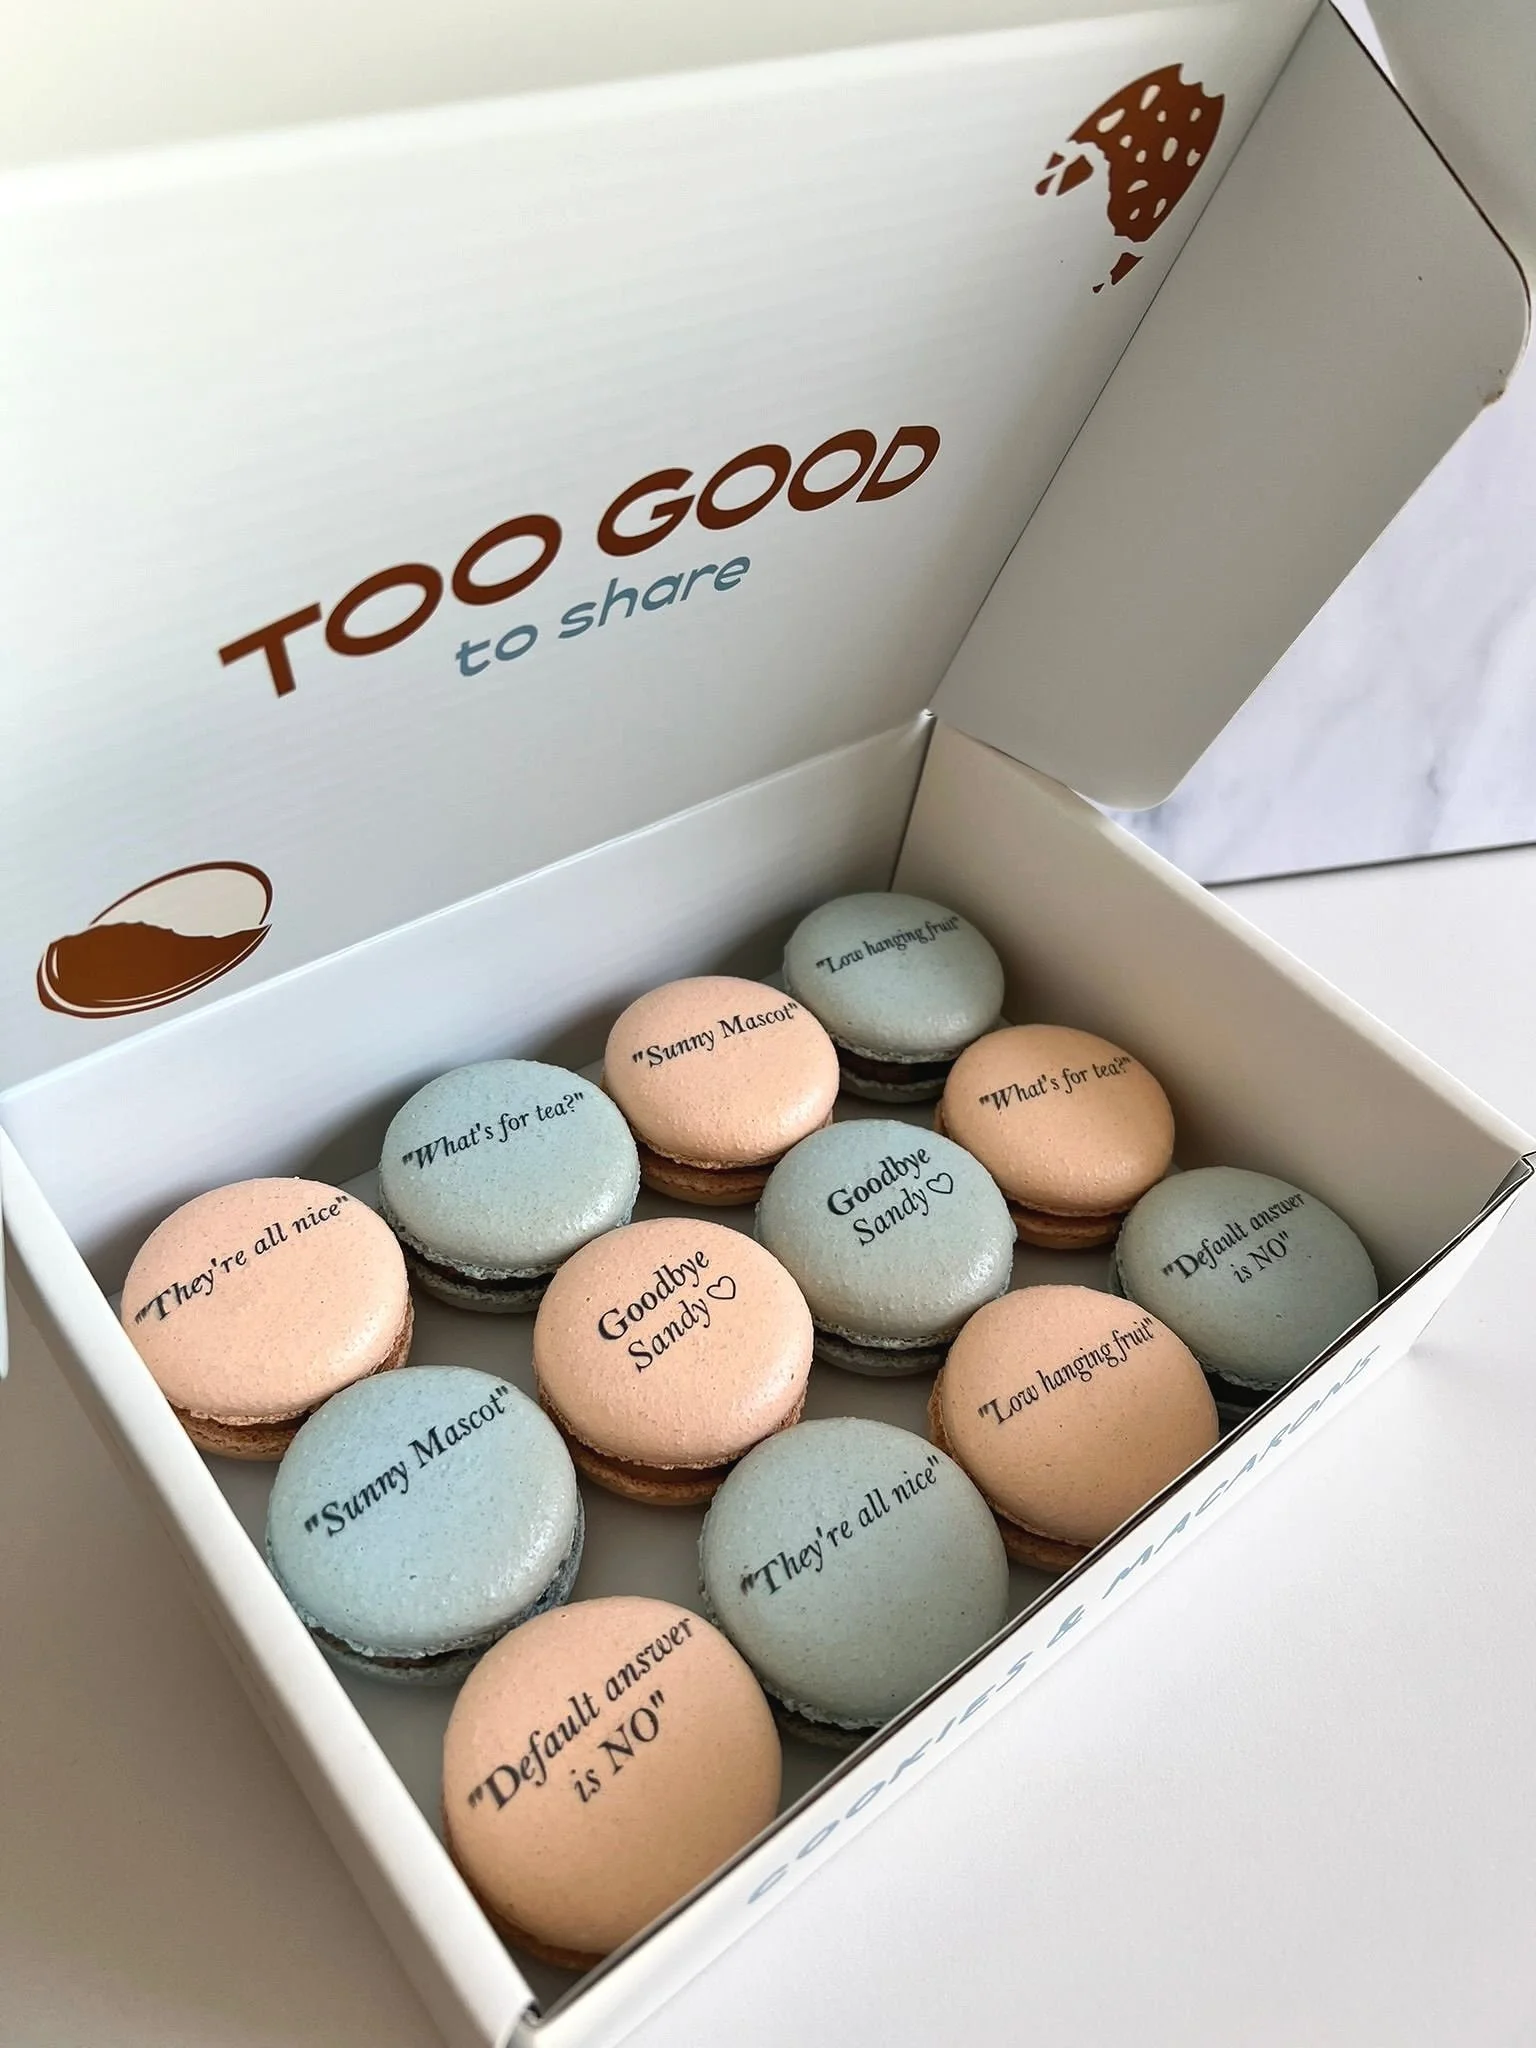 TOO GOOD
to share
"Low hanging fruit"
"Sunny Mascot"
"What's for tea?"
"What's for tea?"
Goodbye
Sandy♡
"They're all nice"
"Default answer
is NO"
Goodbye
Sandy♡
"Low hanging fruit"
"Sunny Mascot"
"They're all nice"
"Default answer
is NO"
COOKIES & MACARONS